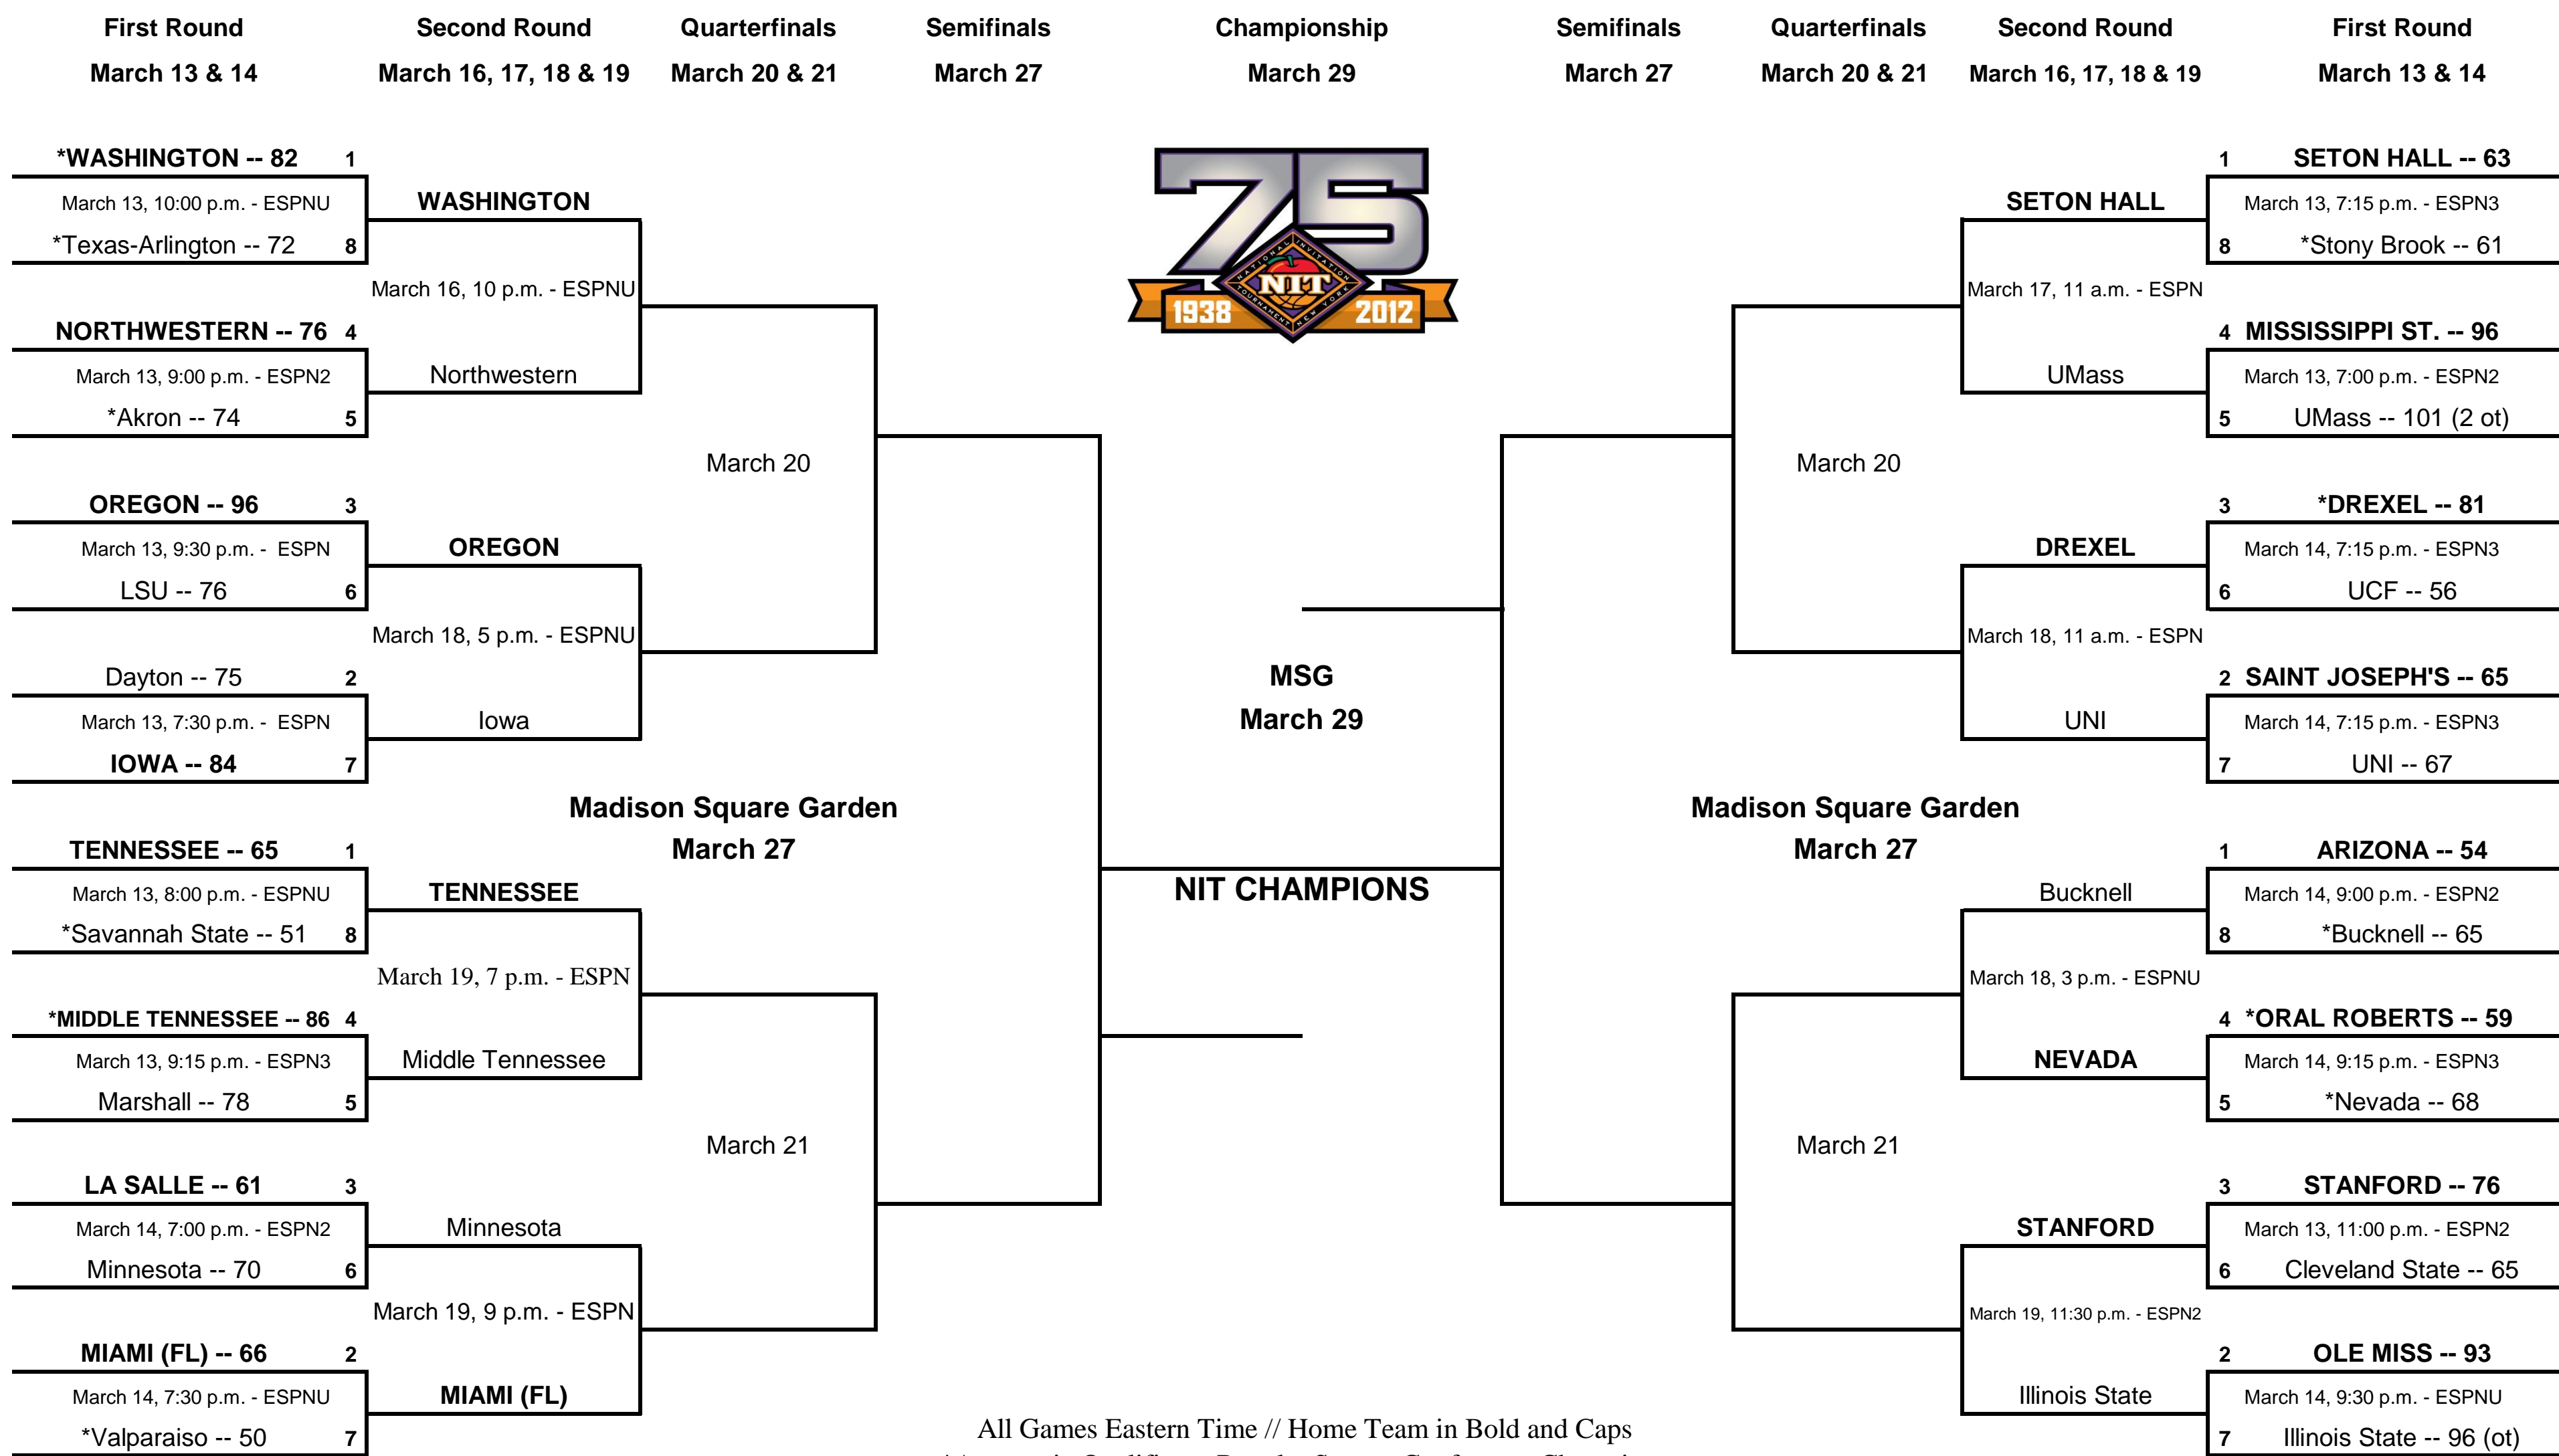 First Round
March 13 & 14
Second Round
March 16, 17, 18 & 19
Quarterfinals
March 20 & 21
Semifinals
March 27
Championship
March 29
Semifinals
March 27
Quarterfinals
March 20 & 21
Second Round
March 16, 17, 18 & 19
First Round
March 13 & 14
*WASHINGTON -- 82 1
March 13, 10:00 p.m. - ESPNU
*Texas-Arlington -- 72 8
NORTHWESTERN -- 76 4
March 13, 9:00 p.m. - ESPN2
*Akron -- 74 5
OREGON -- 96 3
March 13, 9:30 p.m. - ESPN
LSU -- 76 6
Dayton -- 75 2
March 13, 7:30 p.m. - ESPN
IOWA -- 84 7
TENNESSEE -- 65 1
March 13, 8:00 p.m. - ESPNU
*Savannah State -- 51 8
*MIDDLE TENNESSEE -- 86 4
March 13, 9:15 p.m. - ESPN3
Marshall -- 78 5
LA SALLE -- 61 3
March 14, 7:00 p.m. - ESPN2
Minnesota -- 70 6
MIAMI (FL) -- 66 2
March 14, 7:30 p.m. - ESPNU
*Valparaiso -- 50 7
WASHINGTON
March 16, 10 p.m. - ESPNU
Northwestern
OREGON
March 18, 5 p.m. - ESPNU
Iowa
TENNESSEE
March 19, 7 p.m. - ESPN
Middle Tennessee
Minnesota
March 19, 9 p.m. - ESPN
MIAMI (FL)
March 20
Madison Square Garden
March 27
March 21
75
NATIONAL INVITATION
NIT
TOURNAMENT NEW YORK
1938 2012
MSG
March 29
NIT CHAMPIONS
March 20
Madison Square Garden
March 27
March 21
SETON HALL
March 17, 11 a.m. - ESPN
UMass
DREXEL
March 18, 11 a.m. - ESPN
UNI
Bucknell
March 18, 3 p.m. - ESPNU
NEVADA
STANFORD
March 19, 11:30 p.m. - ESPN2
Illinois State
1 SETON HALL -- 63
March 13, 7:15 p.m. - ESPN3
8 *Stony Brook -- 61
4 MISSISSIPPI ST. -- 96
March 13, 7:00 p.m. - ESPN2
5 UMass -- 101 (2 ot)
3 *DREXEL -- 81
March 14, 7:15 p.m. - ESPN3
6 UCF -- 56
2 SAINT JOSEPH'S -- 65
March 14, 7:15 p.m. - ESPN3
7 UNI -- 67
1 ARIZONA -- 54
March 14, 9:00 p.m. - ESPN2
8 *Bucknell -- 65
4 *ORAL ROBERTS -- 59
March 14, 9:15 p.m. - ESPN3
5 *Nevada -- 68
3 STANFORD -- 76
March 13, 11:00 p.m. - ESPN2
6 Cleveland State -- 65
2 OLE MISS -- 93
March 14, 9:30 p.m. - ESPNU
7 Illinois State -- 96 (ot)
All Games Eastern Time // Home Team in Bold and Caps